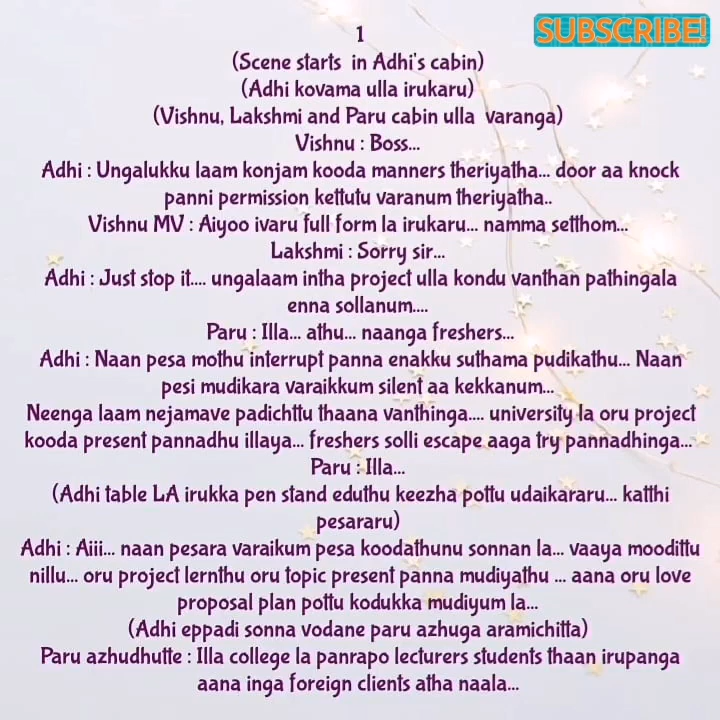 SUBSCRIBE!
1
(Scene starts in Adhi's cabin)
(Adhi kovama ulla irukaru)
(Vishnu, Lakshmi and Paru cabin ulla varanga)
Vishnu : Boss...
Adhi : Ungalukku laam konjam kooda manners theriyatha... door aa knock
panni permission kettutu varanum theriyatha..
Vishnu MV : Aiyoo ivaru full form la irukaru... namma setthom...
Lakshmi : Sorry sir...
Adhi : Just stop it.... ungalaam intha project ulla kondu vanthan pathingala
enna sollanum....
Paru : Illa... athu... naanga freshers...
Adhi : Naan pesa mothu interrupt panna enakku suthama pudikathu... Naan
pesi mudikara varaikkum silent aa kekkanum...
Neenga laam nejamave padichttu thaana vanthinga.... university la oru project
kooda present pannadhu illaya... freshers solli escape aaga try pannadhinga...
Paru : Illa...
(Adhi table LA irukka pen stand eduthu keezha pottu udaikararu... katthi
pesararu)
Adhi : Aiii... naan pesara varaikum pesa koodathunu sonnan la... vaaya moodittu
nillu... oru project lernthu oru topic present panna mudiyathu ... aana oru love
proposal plan pottu kodukka mudiyum la...
(Adhi eppadi sonna vodane paru azhuga aramichitta)
Paru azhudhutte : Illa college la panrapo lecturers students thaan irupanga
aana inga foreign clients atha naala...